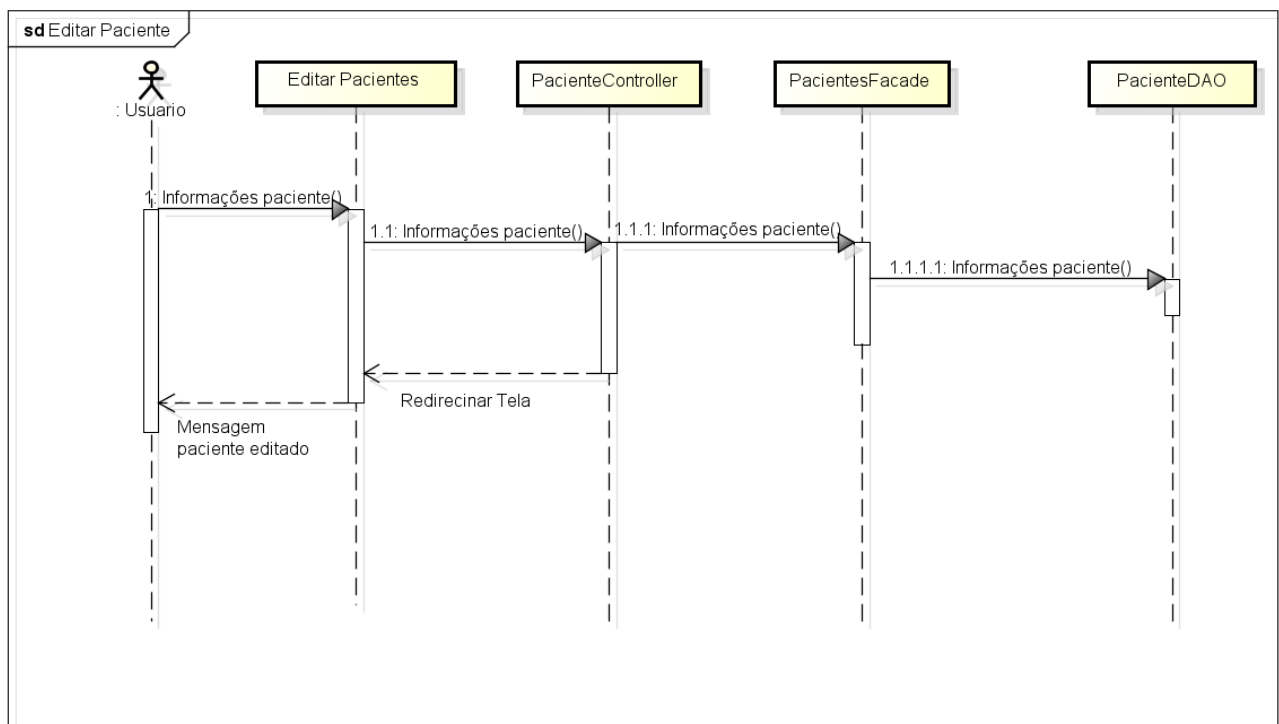 sd Editar Paciente
: Usuario
Editar Pacientes
PacienteController
PacientesFacade
PacienteDAO
1: Informações paciente()
1.1: Informações paciente()
1.1.1: Informações paciente()
1.1.1.1: Informações paciente()
Redirecinar Tela
Mensagem
paciente editado